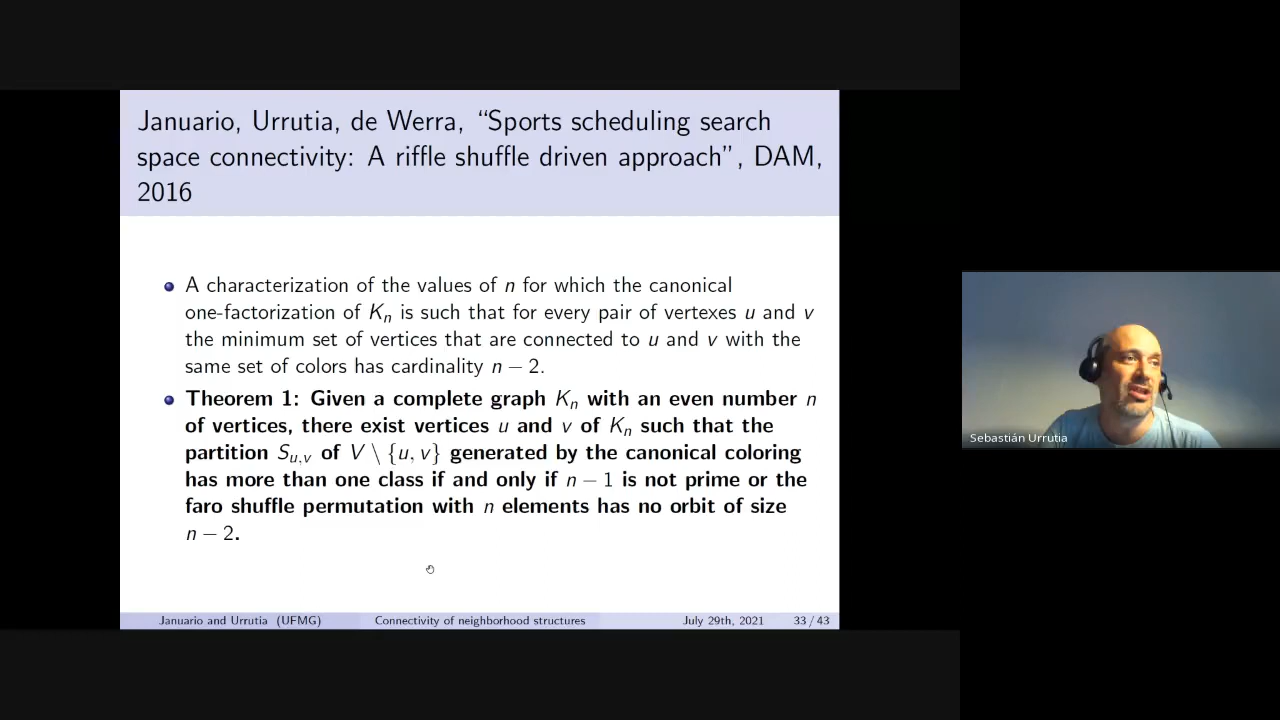 Januario, Urrutia, de Werra, “Sports scheduling search
space connectivity: A riffle shuffle driven approach”, DAM,
2016
A characterization of the values of n for which the canonical
one-factorization of Kₙ is such that for every pair of vertexes u and v
the minimum set of vertices that are connected to u and v with the
same set of colors has cardinality n − 2.
Theorem 1: Given a complete graph Kₙ with an even number n
of vertices, there exist vertices u and v of Kₙ such that the
partition Sᵤ,ᵥ of V \ {u, v} generated by the canonical coloring
has more than one class if and only if n − 1 is not prime or the
faro shuffle permutation with n elements has no orbit of size
n − 2.
Januario and Urrutia (UFMG) Connectivity of neighborhood structures July 29th, 2021 33 / 43
Sebastián Urrutia